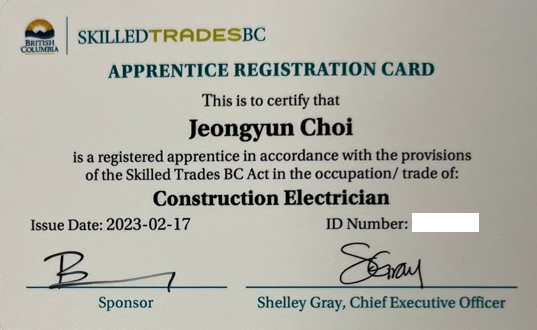 BRITISH
COLUMBIA
SKILLEDTRADESBC
APPRENTICE REGISTRATION CARD
This is to certify that
Jeongyun Choi
is a registered apprentice in accordance with the provisions
of the Skilled Trades BC Act in the occupation/ trade of:
Construction Electrician
Issue Date: 2023-02-17 ID Number:
SGray
Sponsor
Shelley Gray, Chief Executive Officer